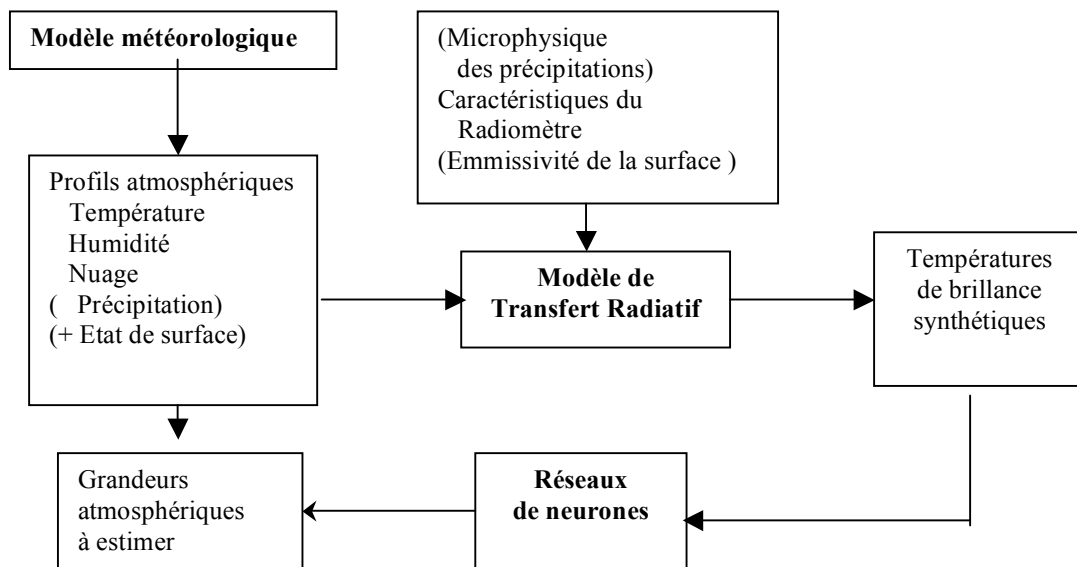 Modèle météorologique
(Microphysique
des précipitations)
Caractéristiques du
Radiomètre
(Emmissivité de la surface )
Profils atmosphériques
Température
Humidité
Nuage
( Précipitation)
(+ Etat de surface)
Modèle de
Transfert Radiatif
Températures
de brillance
synthétiques
Grandeurs
atmosphériques
à estimer
Réseaux
de neurones